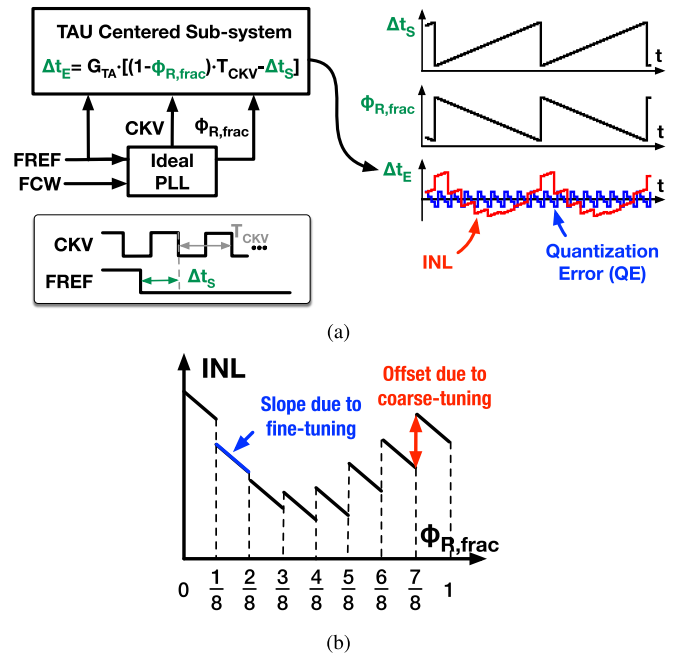 TAU Centered Sub-system
Δt_E= G_TA·[(1-Φ_R,frac)·T_CKV-Δt_S]
CKV
Φ_R,frac
FREF
FCW
Ideal
PLL
CKV
T_CKV
...
FREF
Δt_S
Δt_S
t
Φ_R,frac
t
Δt_E
t
INL
Quantization
Error (QE)
(a)
INL
Slope due to
fine-tuning
Offset due to
coarse-tuning
Φ_R,frac
0 1/8 2/8 3/8 4/8 5/8 6/8 7/8 1
(b)